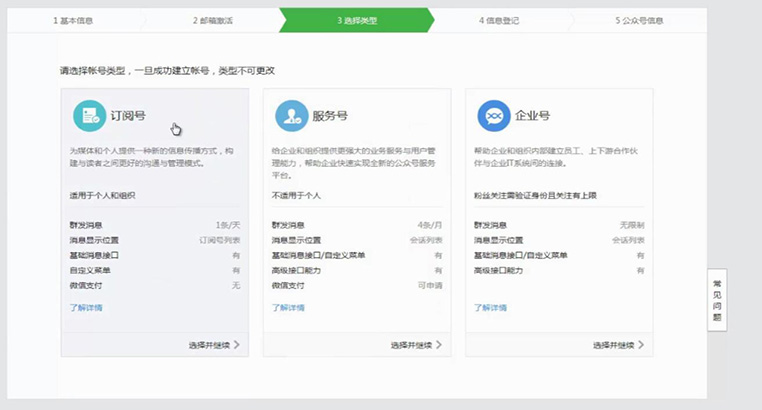 1 基本信息
2 邮箱激活
3 选择类型
4 信息登记
5 公众号信息
请选择帐号类型，一旦成功建立帐号，类型不可更改
订阅号
为媒体和个人提供一种新的信息传播方式，构
建与读者之间更好的沟通与管理模式。
适用于个人和组织
群发消息 1条/天
消息显示位置 订阅号列表
基础消息接口 有
自定义菜单 有
微信支付 无
了解详情
选择并继续
服务号
给企业和组织提供更强大的业务服务与用户管
理能力，帮助企业快速实现全新的公众号服务
平台。
不适用于个人
群发消息 4条/月
消息显示位置 会话列表
基础消息接口/自定义菜单 有
高级接口能力 有
微信支付 可申请
了解详情
选择并继续
企业号
帮助企业和组织内部建立员工、上下游合作伙
伴与企业IT系统间的连接。
粉丝关注需验证身份且关注有上限
群发消息 无限制
消息显示位置 会话列表
基础消息接口/自定义菜单 有
高级接口能力 有
了解详情
选择并继续
常见问题